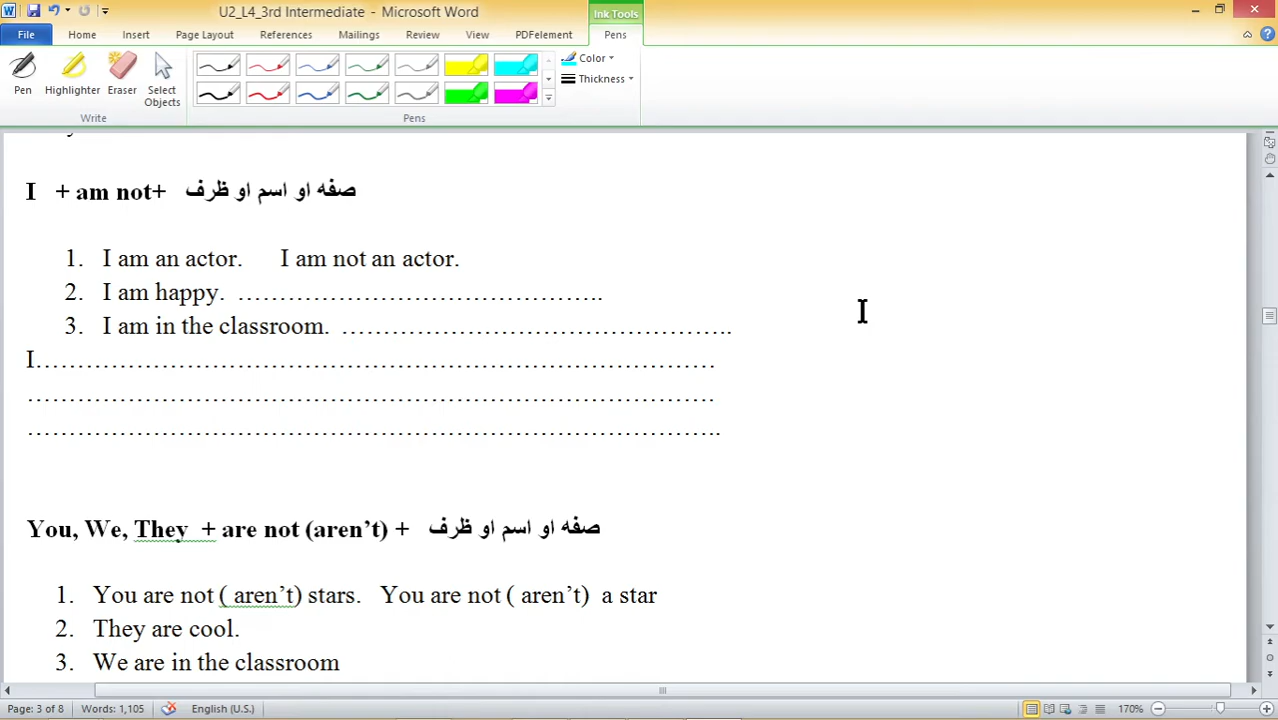 U2_L4_3rd Intermediate - Microsoft Word
Ink Tools
File Home Insert Page Layout References Mailings Review View PDFelement Pens
Pen Highlighter Eraser Select Objects
Color
Thickness
Write Pens
I + am not+ صفه او اسم او ظرف
1. I am an actor. I am not an actor.
2. I am happy. …………………………………….
3. I am in the classroom. ………………………………………..
I………………………………………………………………………
……………………………………………………………………….
………………………………………………………………………..
You, We, They + are not (aren’t) + صفه او اسم او ظرف
1. You are not ( aren’t) stars. You are not ( aren’t) a star
2. They are cool.
3. We are in the classroom
Page: 3 of 8 Words: 1,105 English (U.S.) 170%